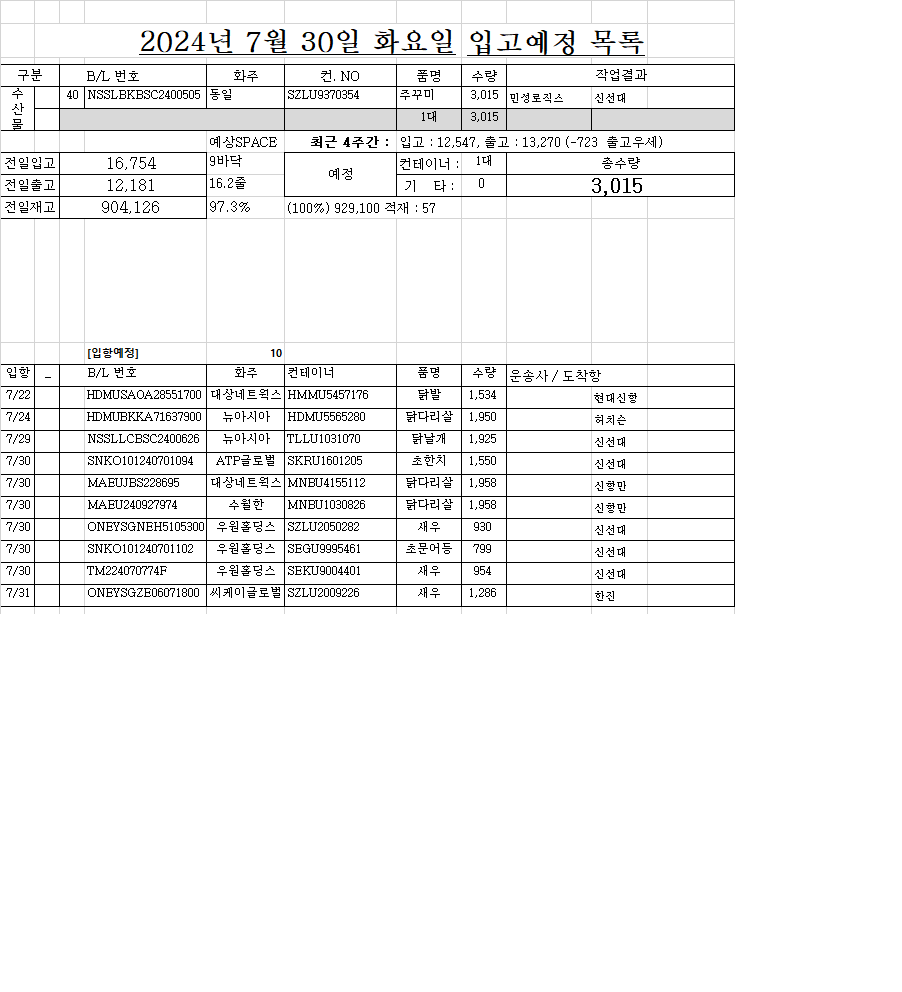 2024년 7월 30일 화요일 입고예정 목록
구분 B/L 번호 화주 컨. NO 품명 수량 작업결과
수산물 40 NSSLBKBSC2400505 동일 SZLU9370354 주꾸미 3,015 민성로직스 신선대
1대 3,015
예상SPACE 최근 4주간 : 입고 : 12,547, 출고 : 13,270 (-723 출고우세)
전일입고 16,754 9바닥 예정 컨테이너 : 1대 총수량
전일출고 12,181 16.2줄 기 타 : 0 3,015
전일재고 904,126 97.3% (100%) 929,100 적재 : 57
[입항예정] 10
입항 _ B/L 번호 화주 컨테이너 품명 수량 운송사 / 도착항
7/22 HDMUSAOA28551700 대상네트웍스 HMMU5457176 닭발 1,534 현대신항
7/24 HDMUBKKA71637900 뉴아시아 HDMU5565280 닭다리살 1,950 허치슨
7/29 NSSLLCBSC2400626 뉴아시아 TLLU1031070 닭날개 1,925 신선대
7/30 SNKO101240701094 ATP글로벌 SKRU1601205 초한치 1,550 신선대
7/30 MAEUJBS228695 대상네트웍스 MNBU4155112 닭다리살 1,958 신항만
7/30 MAEU240927974 수월한 MNBU1030826 닭다리살 1,958 신항만
7/30 ONEYSGNEH5105300 우원홀딩스 SZLU2050282 새우 930 신선대
7/30 SNKO101240701102 우원홀딩스 SEGU9995461 초문어등 799 신선대
7/30 TM224070774F 우원홀딩스 SEKU9004401 새우 954 신선대
7/31 ONEYSGZE06071800 씨케이글로벌 SZLU2009226 새우 1,286 한진